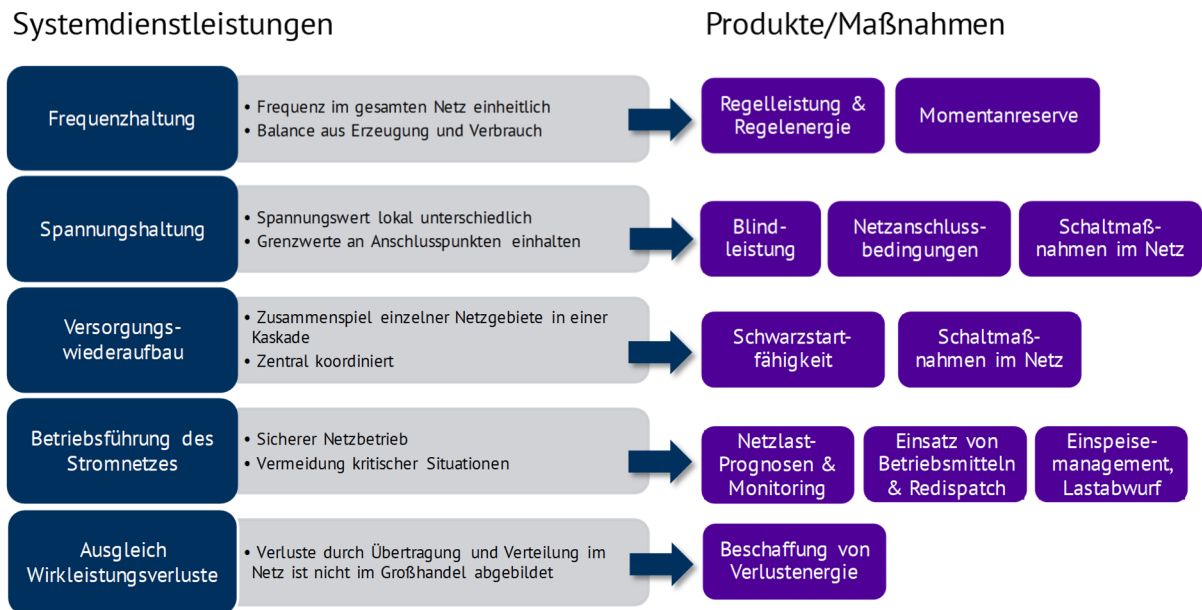 Systemdienstleistungen
Produkte/Maßnahmen
Frequenzhaltung
• Frequenz im gesamten Netz einheitlich
• Balance aus Erzeugung und Verbrauch
Regelleistung &
Regelenergie
Momentanreserve
Spannungshaltung
• Spannungswert lokal unterschiedlich
• Grenzwerte an Anschlusspunkten einhalten
Blind-
leistung
Netzanschluss-
bedingungen
Schaltmaß-
nahmen im Netz
Versorgungs-
wiederaufbau
• Zusammenspiel einzelner Netzgebiete in einer
Kaskade
• Zentral koordiniert
Schwarzstart-
fähigkeit
Schaltmaß-
nahmen im Netz
Betriebsführung des
Stromnetzes
• Sicherer Netzbetrieb
• Vermeidung kritischer Situationen
Netzlast-
Prognosen &
Monitoring
Einsatz von
Betriebsmitteln
& Redispatch
Einspeise-
management,
Lastabwurf
Ausgleich
Wirkleistungsverluste
• Verluste durch Übertragung und Verteilung im
Netz ist nicht im Großhandel abgebildet
Beschaffung von
Verlustenergie